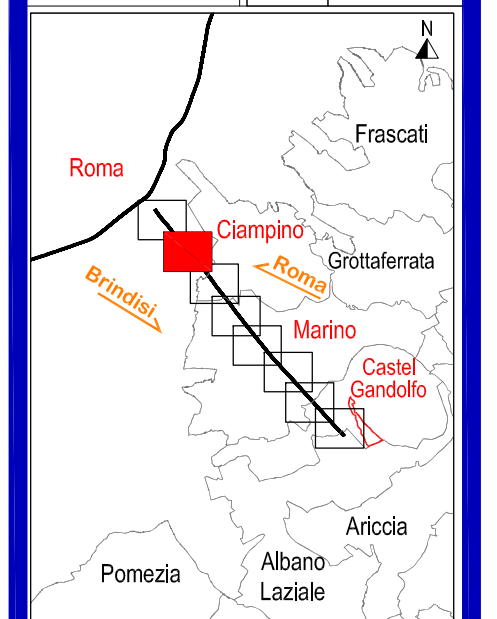 N
Frascati
Roma
Ciampino
Grottaferrata
Roma
Brindisi
Marino
Castel
Gandolfo
Ariccia
Albano
Laziale
Pomezia